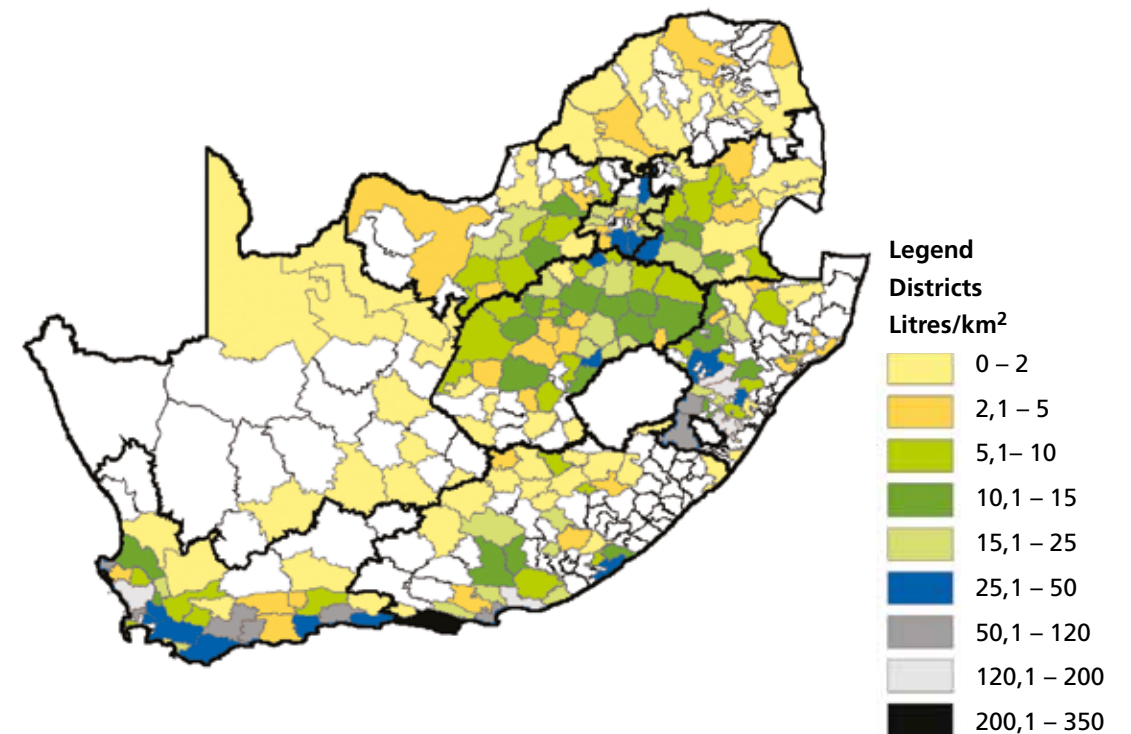 Legend
Districts
Litres/km²
0 – 2
2,1 – 5
5,1– 10
10,1 – 15
15,1 – 25
25,1 – 50
50,1 – 120
120,1 – 200
200,1 – 350